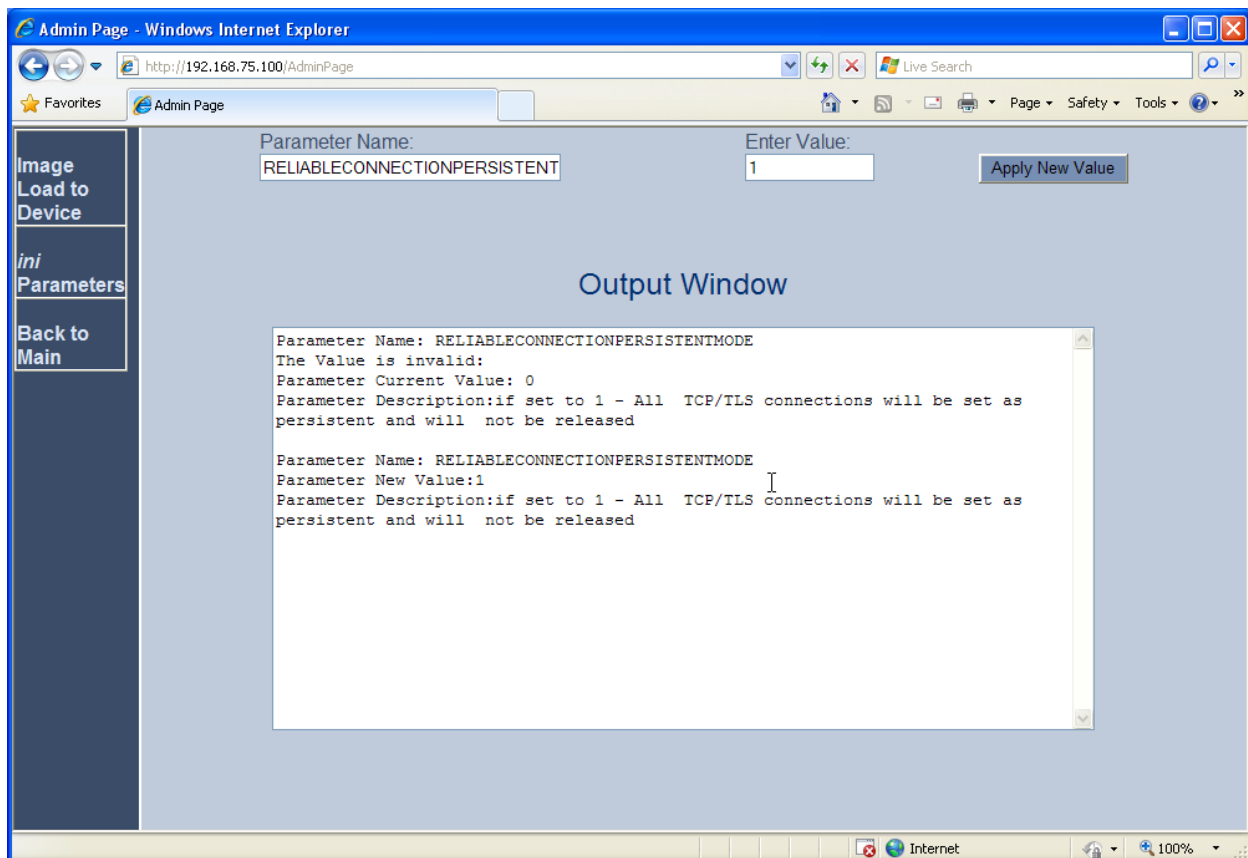 Admin Page - Windows Internet Explorer
http://192.168.75.100/AdminPage
Live Search
Favorites
Admin Page
Page
Safety
Tools
»
Parameter Name:
Enter Value:
RELIABLECONNECTIONPERSISTENT
1
Apply New Value
Image
Load to
Device
ini
Parameters
Back to
Main
Output Window
Parameter Name: RELIABLECONNECTIONPERSISTENTMODE
The Value is invalid:
Parameter Current Value: 0
Parameter Description:if set to 1 - All  TCP/TLS connections will be set as
persistent and will  not be released
Parameter Name: RELIABLECONNECTIONPERSISTENTMODE
Parameter New Value:1
Parameter Description:if set to 1 - All  TCP/TLS connections will be set as
persistent and will  not be released
Internet
100%